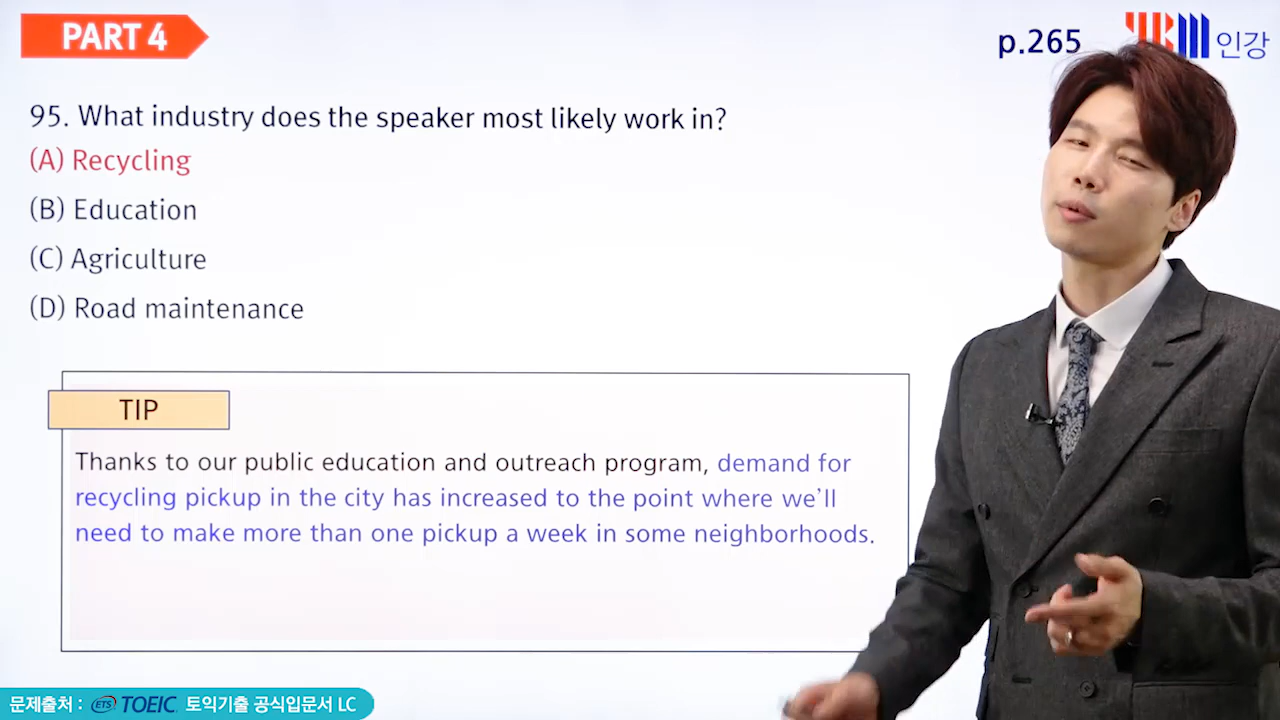 PART 4
p.265
YBM 인강
95. What industry does the speaker most likely work in?
(A) Recycling
(B) Education
(C) Agriculture
(D) Road maintenance
TIP
Thanks to our public education and outreach program, demand for
recycling pickup in the city has increased to the point where we'll
need to make more than one pickup a week in some neighborhoods.
문제출처 : ETS TOEIC 토익기출 공식입문서 LC